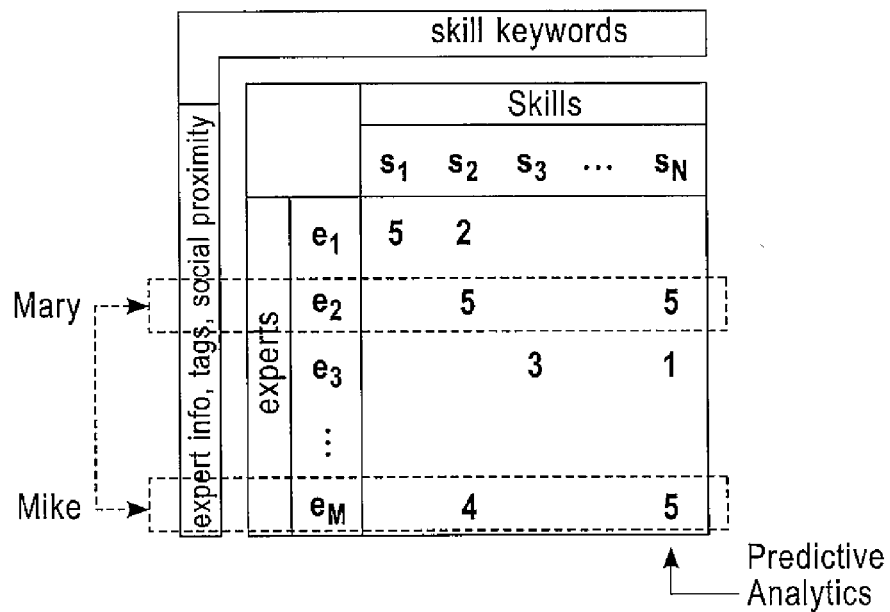 skill keywords
Skills
s1 s2 s3 ... sN
expert info, tags, social proximity
experts
e1 5 2
Mary
e2 5 5
e3 3 1
⋮
Mike
eM 4 5
Predictive
Analytics